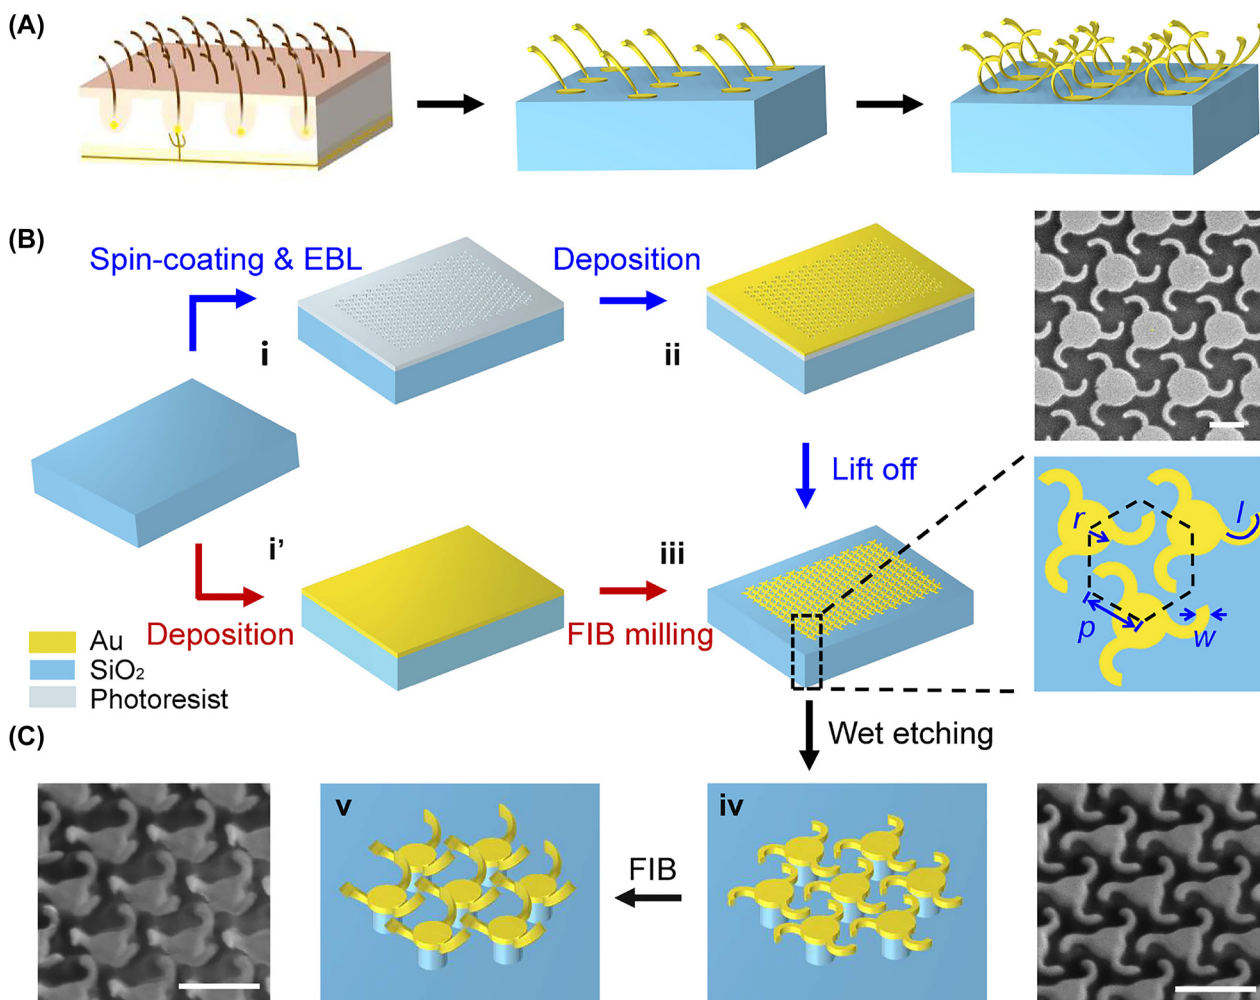 (A)
(B)
Spin-coating & EBL
Deposition
i
ii
Lift off
r
l
p
w
i’
iii
Deposition
FIB milling
Au
SiO₂
Photoresist
(C)
Wet etching
v
iv
FIB